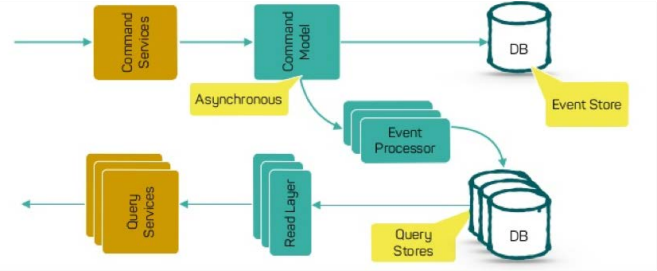 Command
Services
Command
Model
DB
Asynchronous
Event Store
Event
Processor
Query
Services
Read Layer
Query
Stores
DB